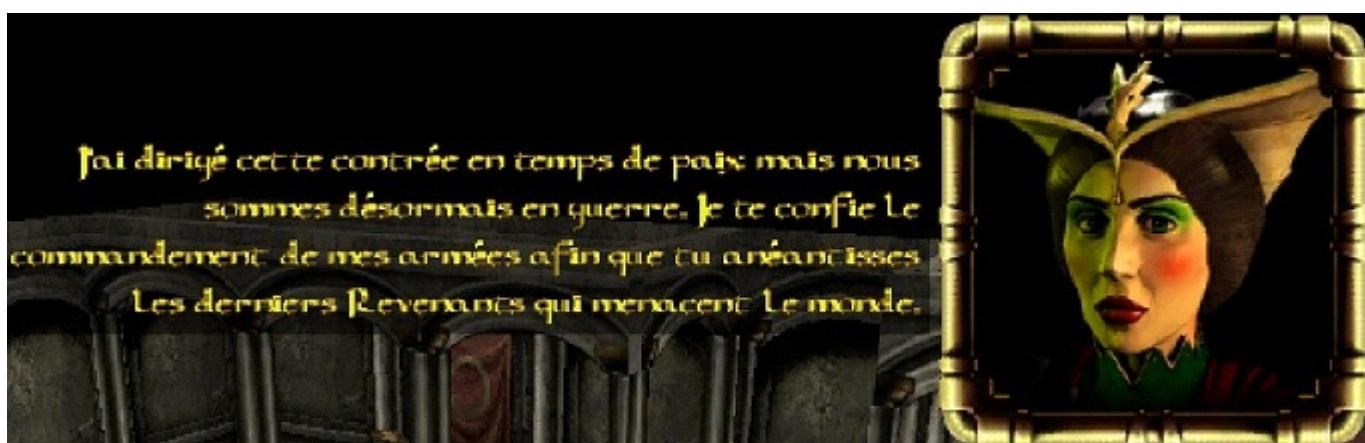 J'ai dirigé cette contrée en temps de paix mais nous
sommes désormais en guerre. Je te confie le
commandement de mes armées afin que tu anéantisses
les derniers Revenants qui menacent le monde.